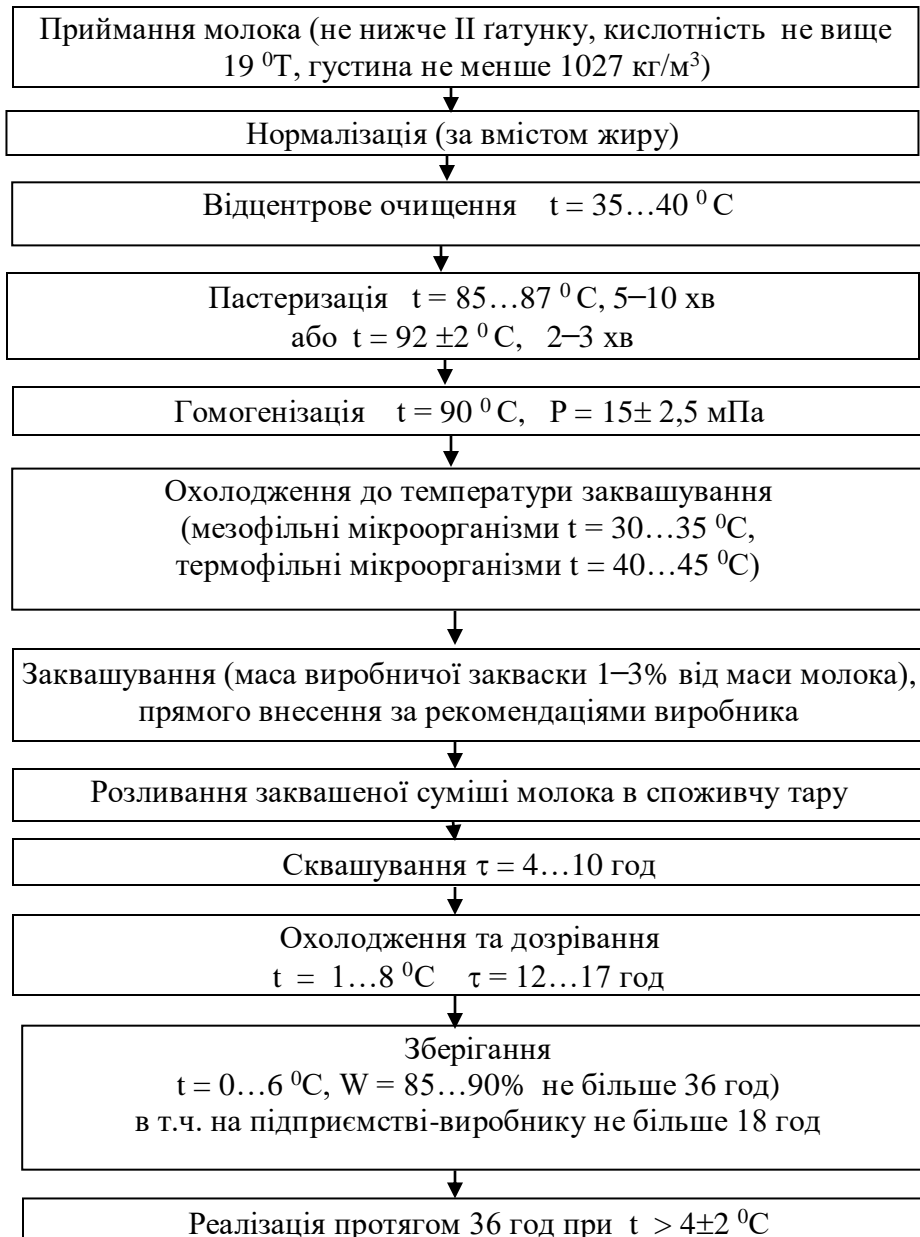 Приймання молока (не нижче ІІ ґатунку, кислотність не вище
19 ⁰Т, густина не менше 1027 кг/м³)
Нормалізація (за вмістом жиру)
Відцентрове очищення t = 35…40 ⁰ С
Пастеризація t = 85…87 ⁰ С, 5–10 хв
або t = 92 ±2 ⁰ С, 2–3 хв
Гомогенізація t = 90 ⁰ С, Р = 15± 2,5 мПа
Охолодження до температури заквашування
(мезофільні мікроорганізми t = 30…35 ⁰С,
термофільні мікроорганізми t = 40…45 ⁰С)
Заквашування (маса виробничої закваски 1–3% від маси молока),
прямого внесення за рекомендаціями виробника
Розливання заквашеної суміші молока в споживчу тару
Сквашування τ = 4…10 год
Охолодження та дозрівання
t = 1…8 ⁰С τ = 12…17 год
Зберігання
t = 0…6 ⁰С, W = 85…90% не більше 36 год)
в т.ч. на підприємстві-виробнику не більше 18 год
Реалізація протягом 36 год при t > 4±2 ⁰С